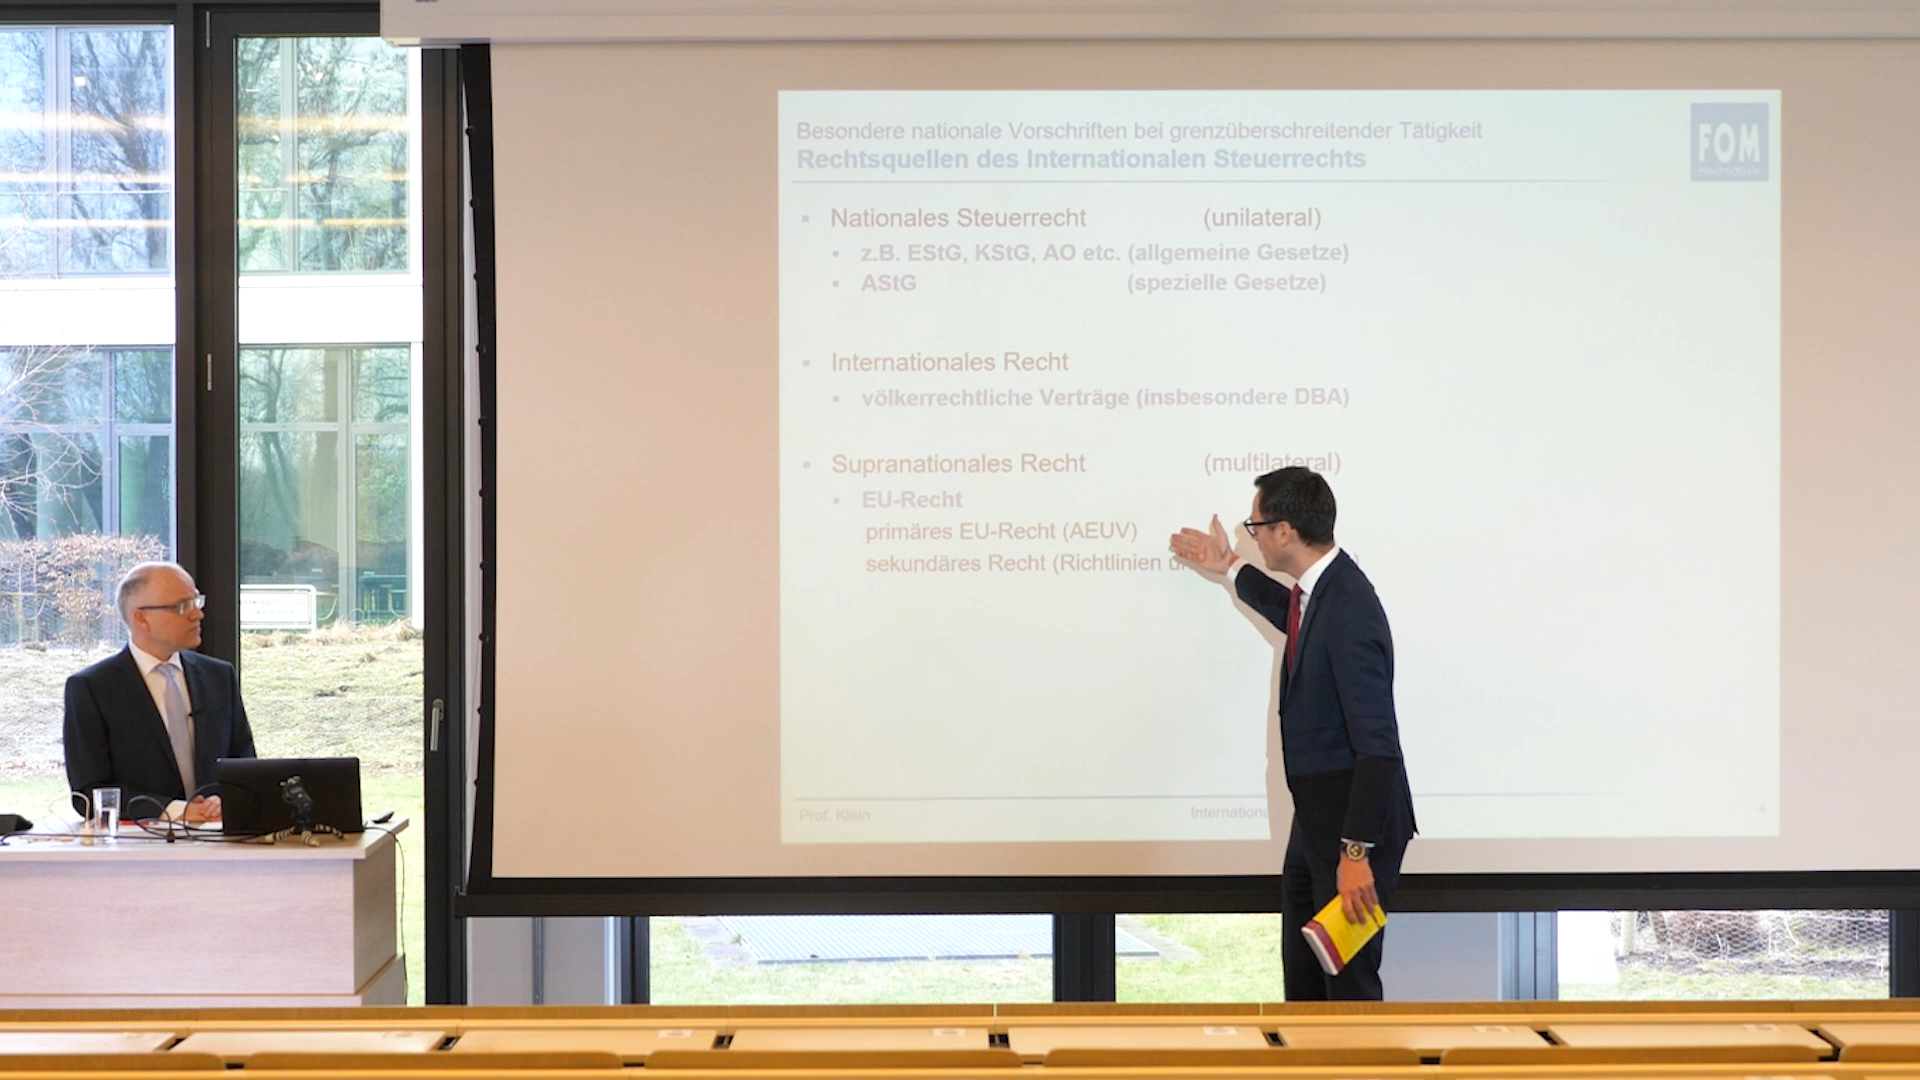 Besondere nationale Vorschriften bei grenzüberschreitender Tätigkeit
Rechtsquellen des Internationalen Steuerrechts
FOM
Hochschule
Nationales Steuerrecht (unilateral)
z.B. EStG, KStG, AO etc. (allgemeine Gesetze)
AStG (spezielle Gesetze)
Internationales Recht
völkerrechtliche Verträge (insbesondere DBA)
Supranationales Recht (multilateral)
EU-Recht
primäres EU-Recht (AEUV)
sekundäres Recht (Richtlinien
Prof. Klein
4